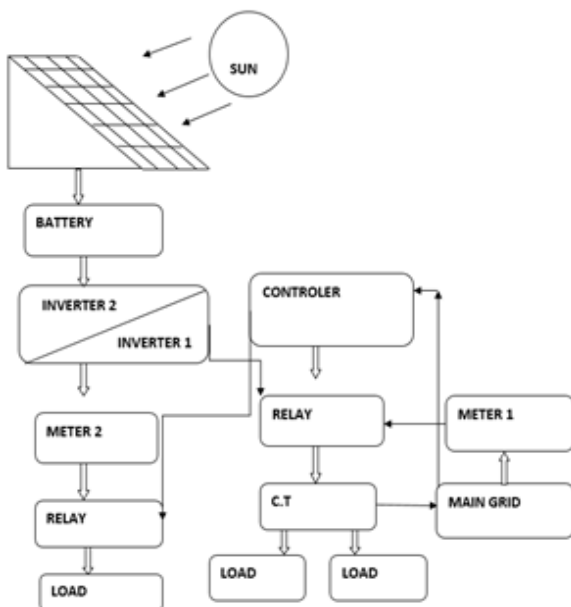 SUN
BATTERY
INVERTER 2
INVERTER 1
CONTROLER
METER 2
RELAY
METER 1
RELAY
C.T
MAIN GRID
LOAD
LOAD
LOAD